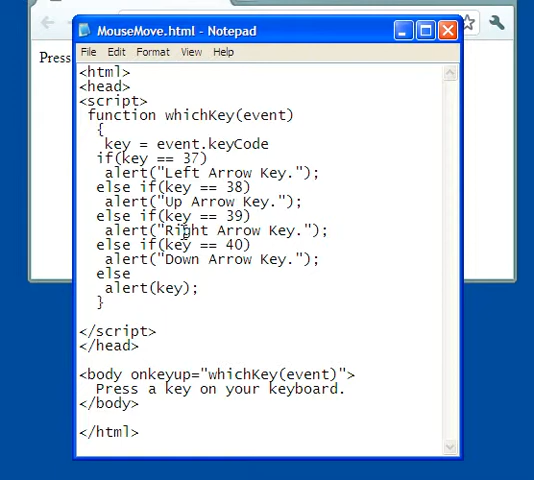 MouseMove.html - Notepad
File Edit Format View Help
Press
<html>
<head>
<script>
function whichKey(event)
{
key = event.keyCode
if(key == 37)
alert("Left Arrow Key.");
else if(key == 38)
alert("Up Arrow Key.");
else if(key == 39)
alert("Right Arrow Key.");
else if(key == 40)
alert("Down Arrow Key.");
else
alert(key);
}
</script>
</head>
<body onkeyup="whichKey(event)">
Press a key on your keyboard.
</body>
</html>